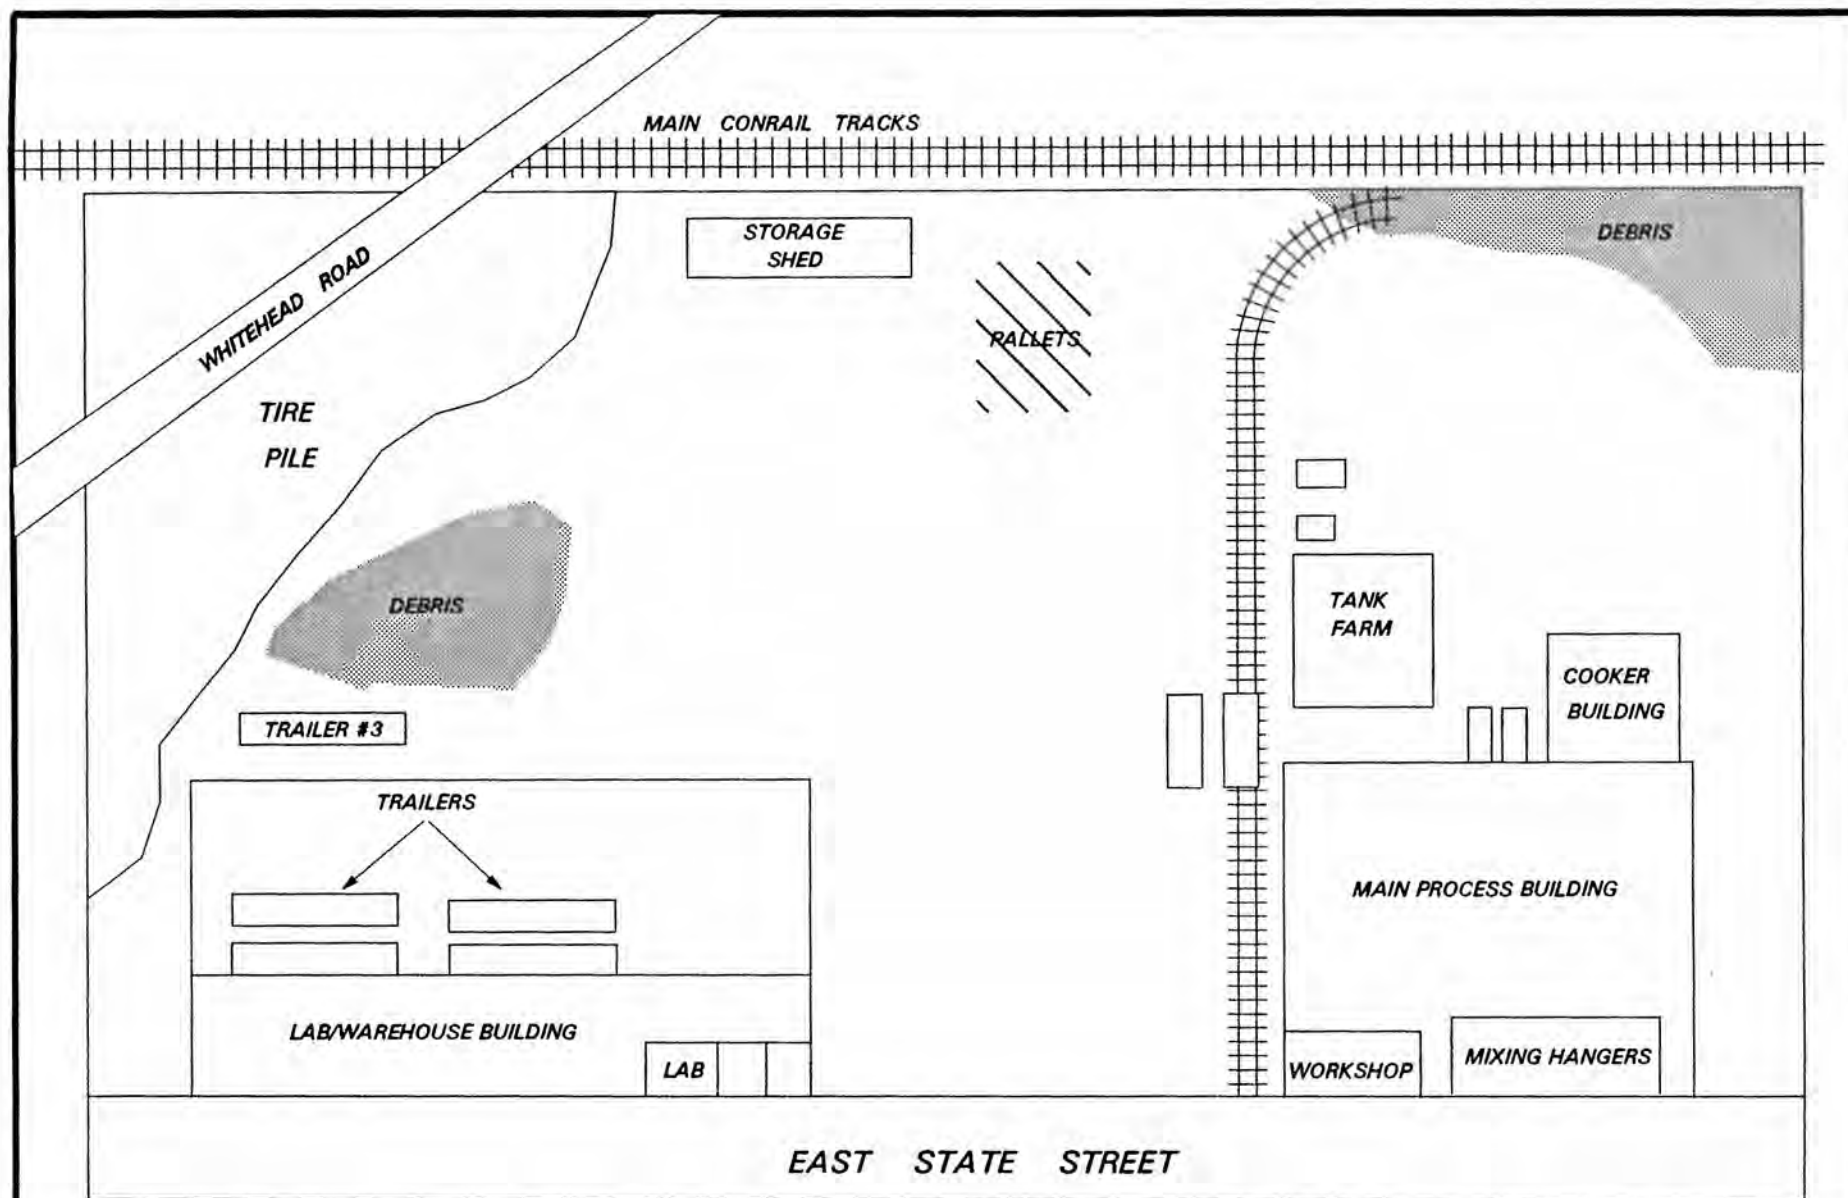 MAIN CONRAIL TRACKS
STORAGE
SHED
DEBRIS
WHITEHEAD ROAD
PALLETS
TIRE
PILE
DEBRIS
TANK
FARM
COOKER
BUILDING
TRAILER #3
TRAILERS
MAIN PROCESS BUILDING
LAB/WAREHOUSE BUILDING
LAB
WORKSHOP
MIXING HANGERS
EAST STATE STREET